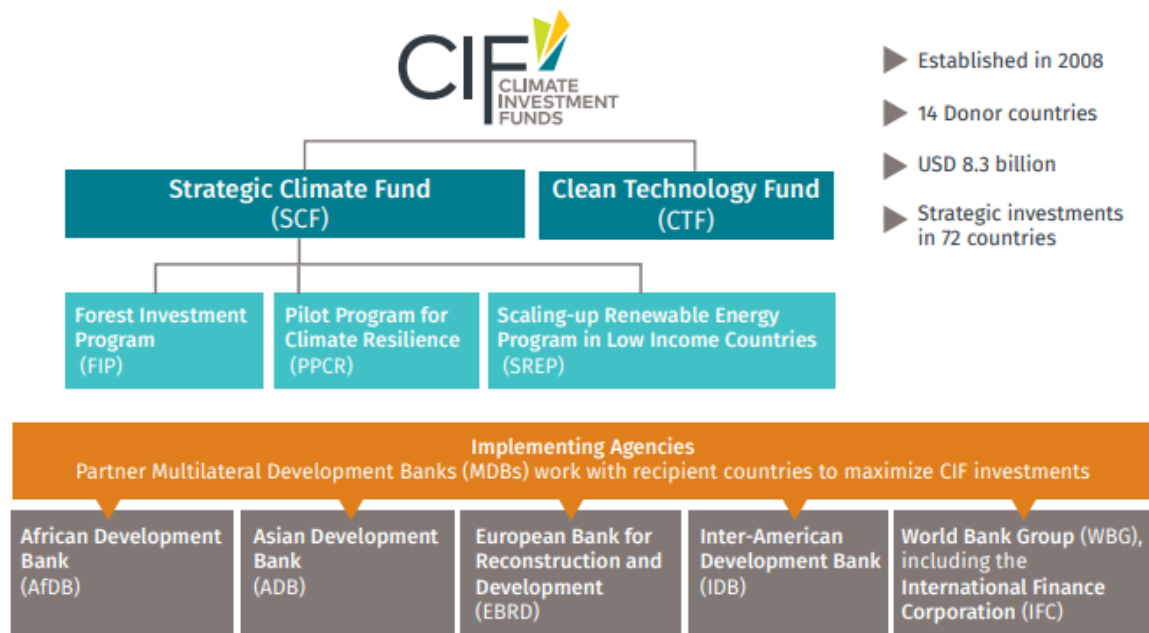 CIF
CLIMATE
INVESTMENT
FUNDS
Established in 2008
14 Donor countries
USD 8.3 billion
Strategic investments
in 72 countries
Strategic Climate Fund
(SCF)
Clean Technology Fund
(CTF)
Forest Investment
Program
(FIP)
Pilot Program for
Climate Resilience
(PPCR)
Scaling-up Renewable Energy
Program in Low Income Countries
(SREP)
Implementing Agencies
Partner Multilateral Development Banks (MDBs) work with recipient countries to maximize CIF investments
African Development
Bank
(AfDB)
Asian Development
Bank
(ADB)
European Bank for
Reconstruction and
Development
(EBRD)
Inter-American
Development Bank
(IDB)
World Bank Group (WBG),
including the
International Finance
Corporation (IFC)